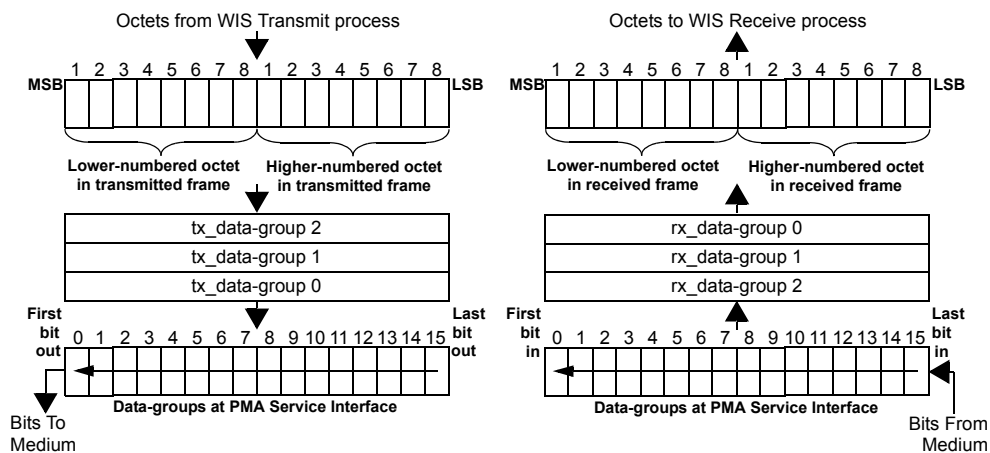 Octets from WIS Transmit process
1 2 3 4 5 6 7 8 1 2 3 4 5 6 7 8
MSB LSB
Lower-numbered octet
in transmitted frame
Higher-numbered octet
in transmitted frame
tx_data-group 2
tx_data-group 1
tx_data-group 0
First
bit
out
Last
bit
out
0 1 2 3 4 5 6 7 8 9 10 11 12 13 14 15
Data-groups at PMA Service Interface
Bits To
Medium
Octets to WIS Receive process
1 2 3 4 5 6 7 8 1 2 3 4 5 6 7 8
MSB LSB
Lower-numbered octet
in received frame
Higher-numbered octet
in received frame
rx_data-group 0
rx_data-group 1
rx_data-group 2
First
bit
in
Last
bit
in
0 1 2 3 4 5 6 7 8 9 10 11 12 13 14 15
Data-groups at PMA Service Interface
Bits From
Medium